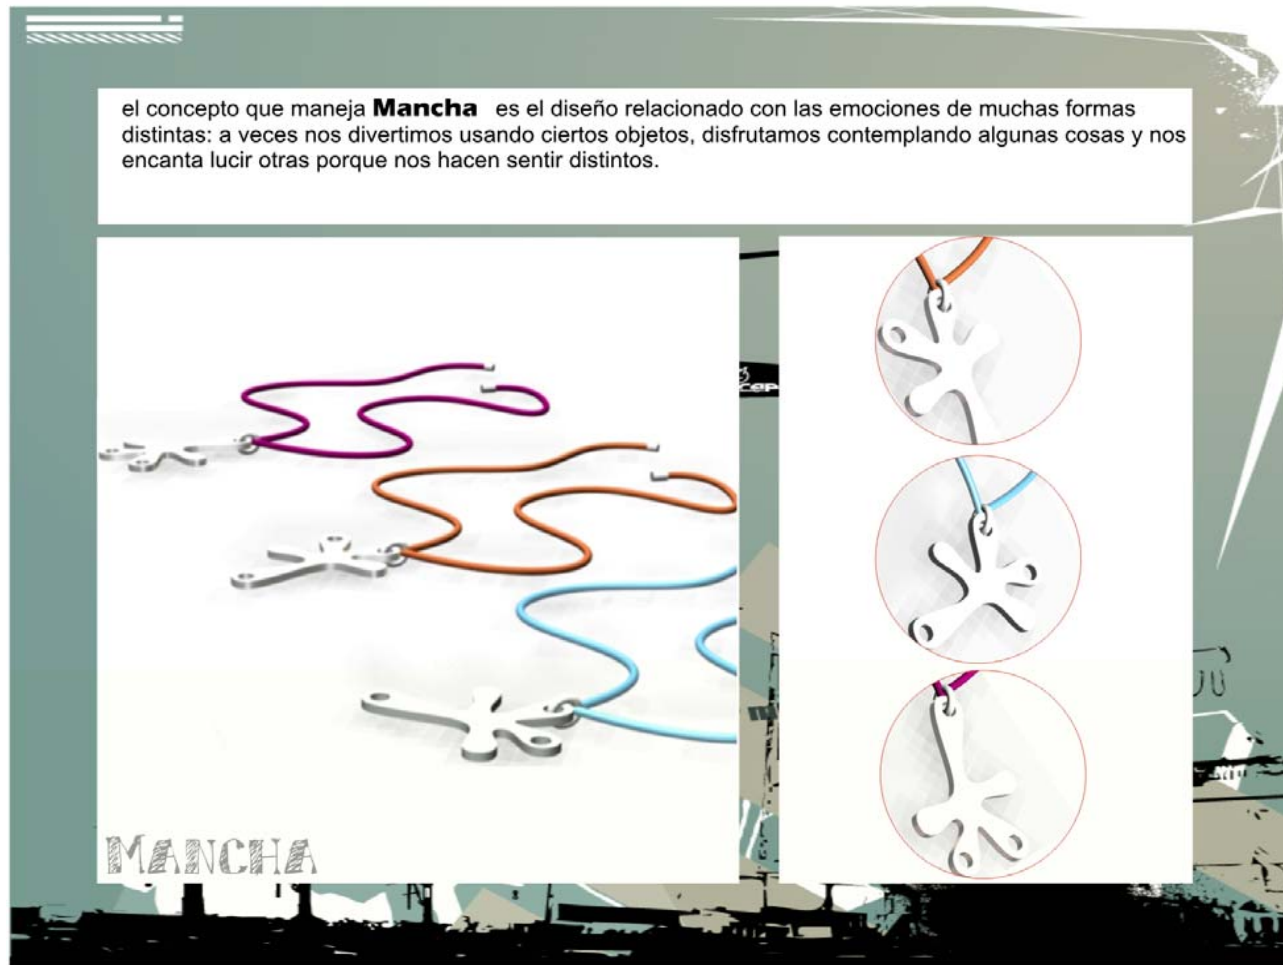 el concepto que maneja Mancha es el diseño relacionado con las emociones de muchas formas
distintas: a veces nos divertimos usando ciertos objetos, disfrutamos contemplando algunas cosas y nos
encanta lucir otras porque nos hacen sentir distintos.
MANCHA